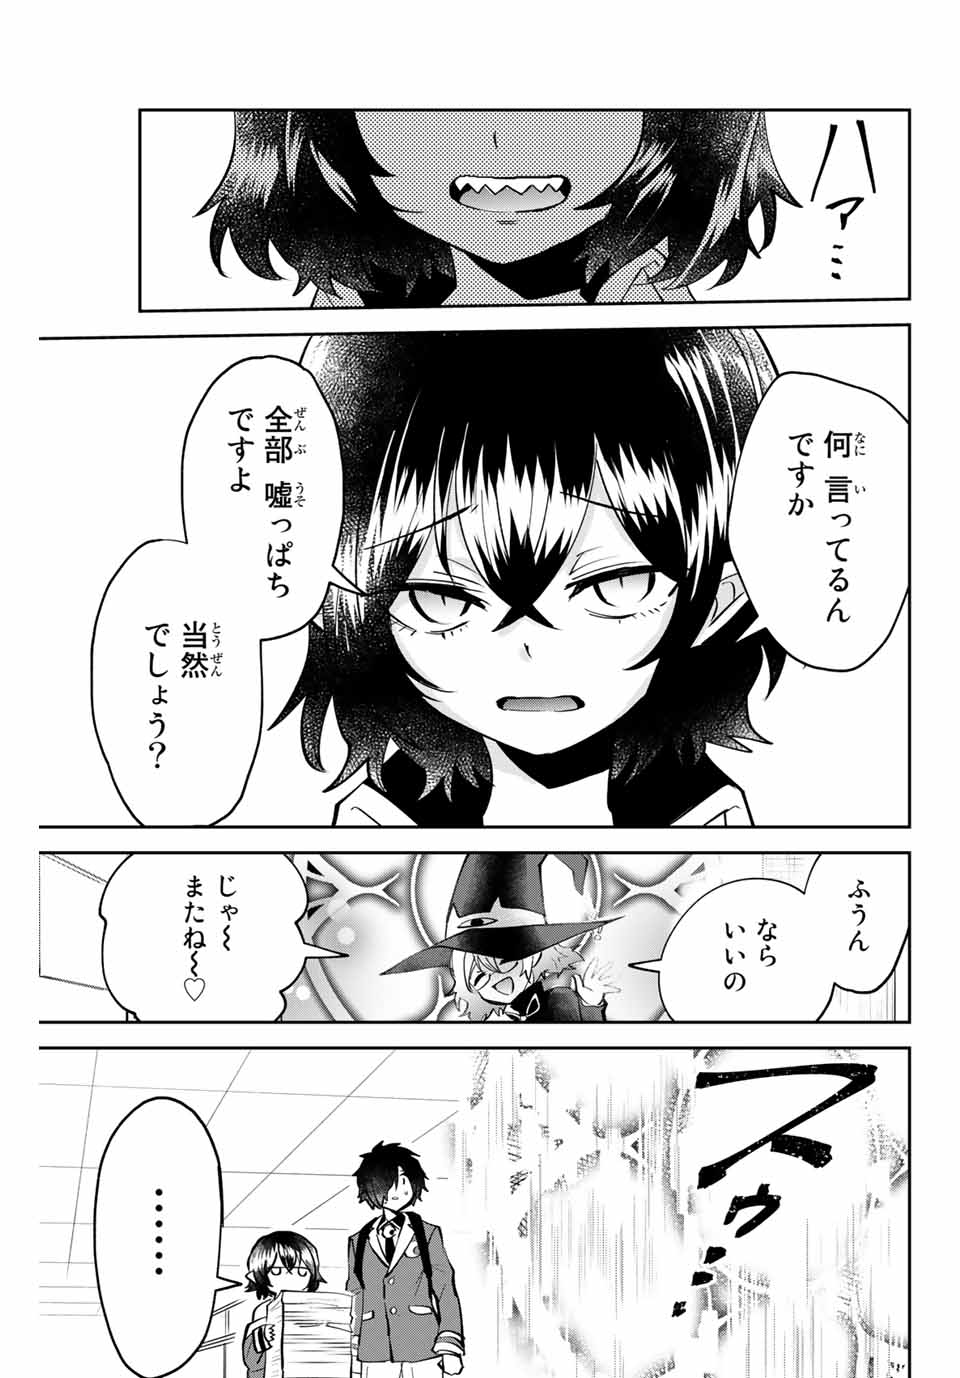 ハァ…
何言ってるん
ですか
全部嘘っぱち
ですよ
当然
でしょう？
ふうん
なら
いいの
じゃ〜
またね〜♡
スゥ…
……